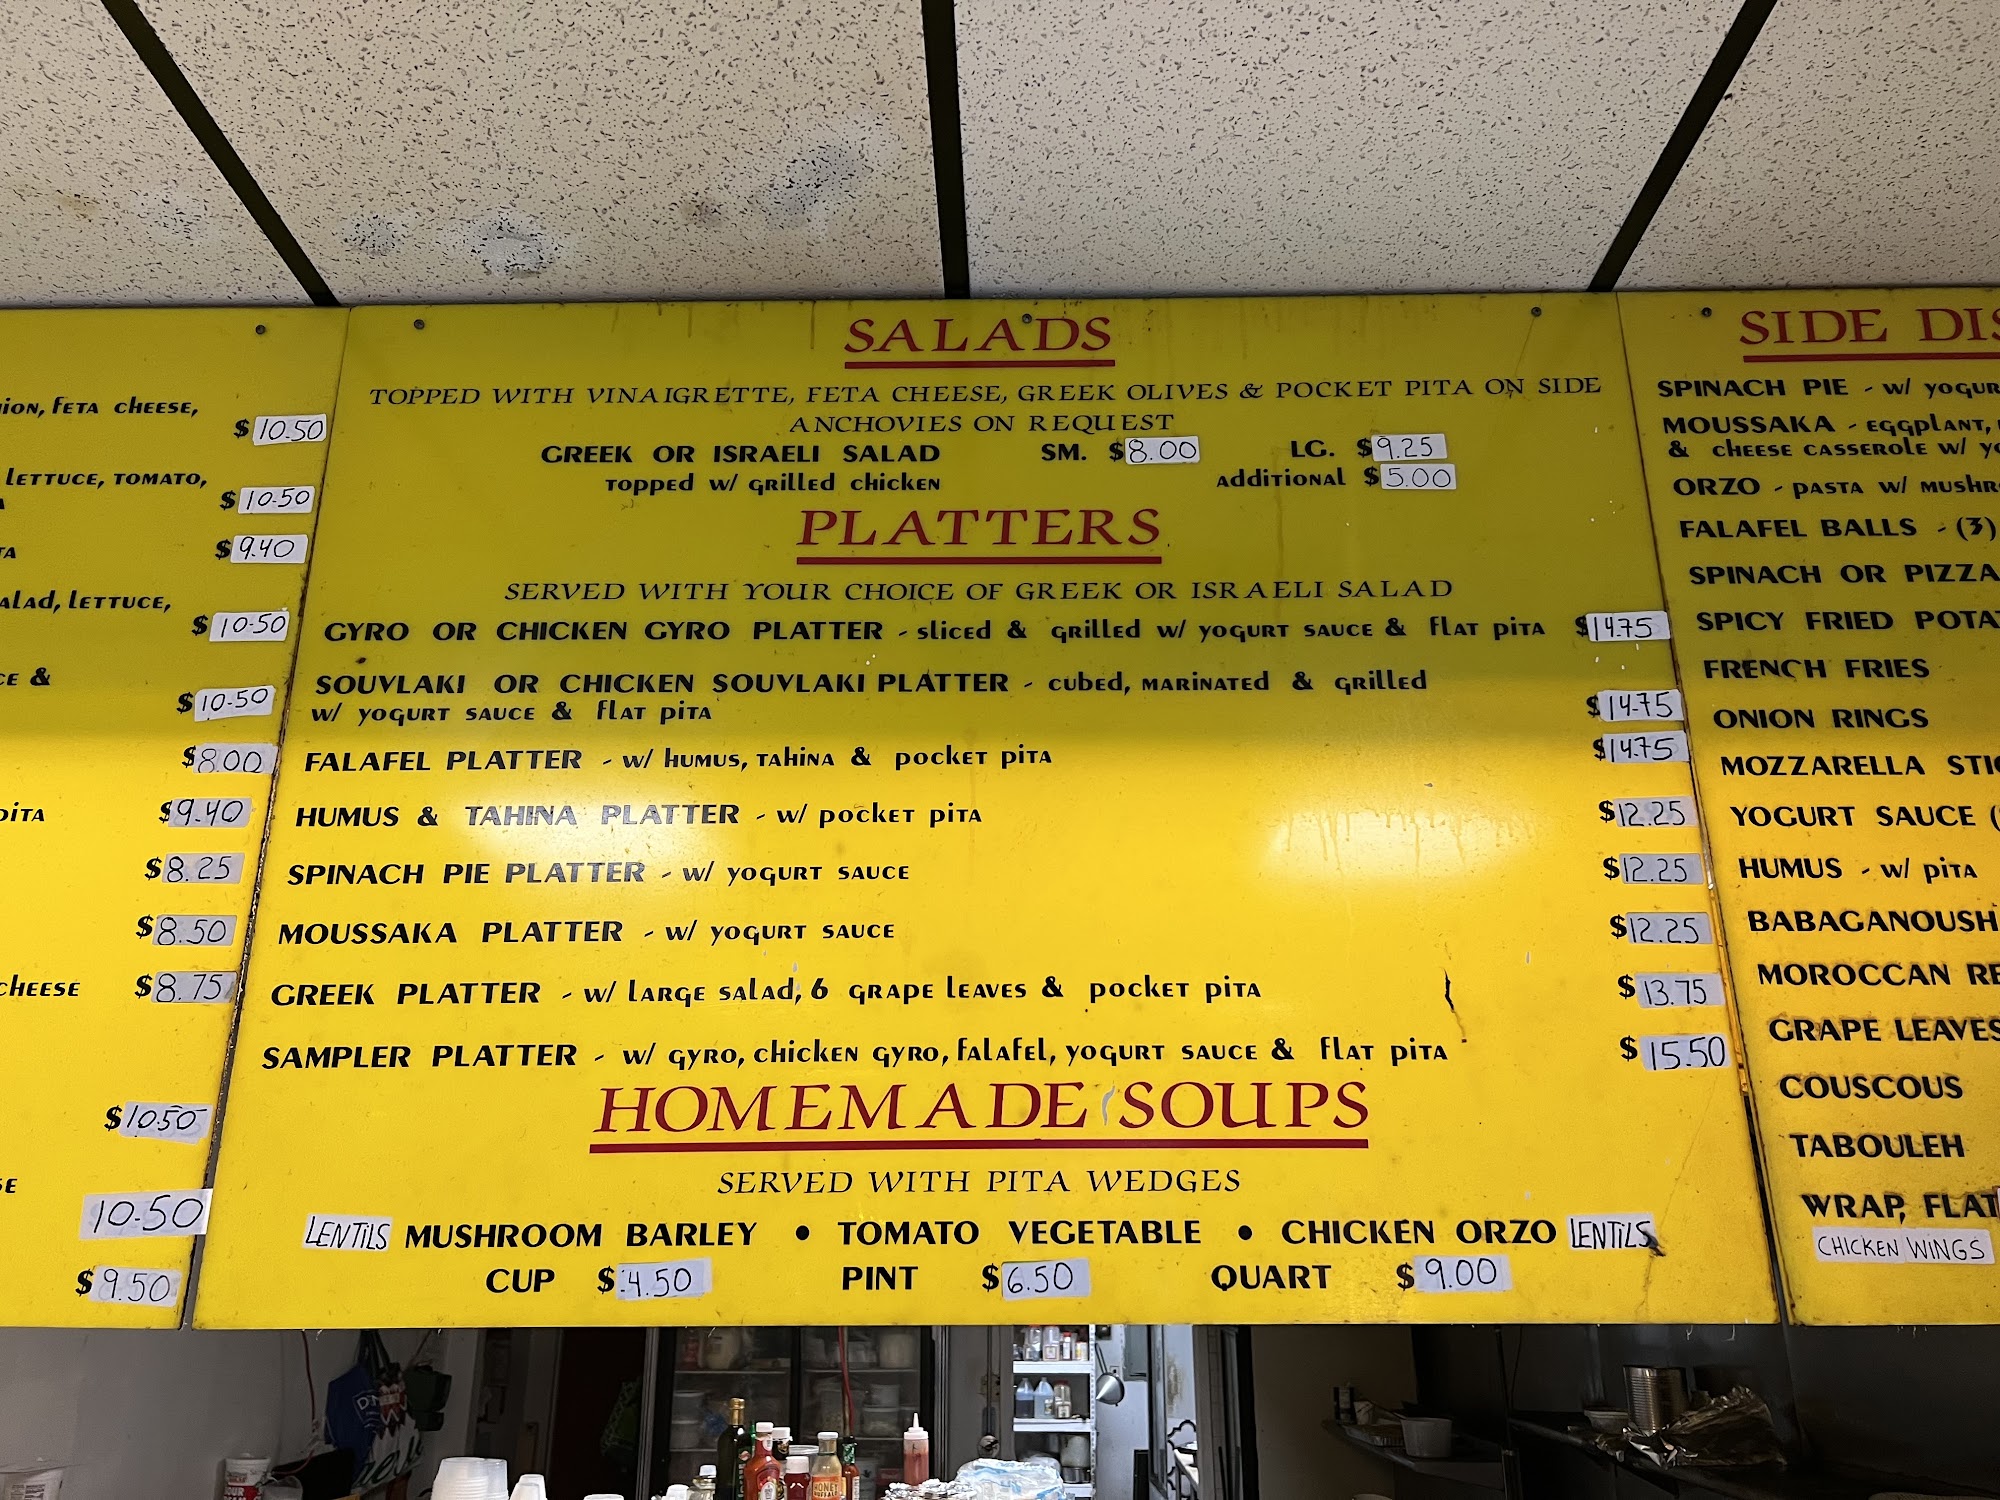 ion, feta cheese,
$10.50
lettuce, tomato,
$10.50
$9.40
alad, lettuce,
$10.50
ce &
$10.50
$8.00
pita
$9.40
$8.25
$8.50
cheese
$8.75
$10.50
10.50
$9.50
SALADS
TOPPED WITH VINAIGRETTE, FETA CHEESE, GREEK OLIVES & POCKET PITA ON SIDE
ANCHOVIES ON REQUEST
GREEK OR ISRAELI SALAD SM. $8.00 LG. $9.25
topped w/ grilled chicken additional $5.00
PLATTERS
SERVED WITH YOUR CHOICE OF GREEK OR ISRAELI SALAD
GYRO OR CHICKEN GYRO PLATTER - sliced & grilled w/ yogurt sauce & flat pita $14.75
SOUVLAKI OR CHICKEN SOUVLAKI PLATTER - cubed, marinated & grilled
w/ yogurt sauce & flat pita $14.75
FALAFEL PLATTER - w/ humus, tahina & pocket pita $14.75
HUMUS & TAHINA PLATTER - w/ pocket pita $12.25
SPINACH PIE PLATTER - w/ yogurt sauce $12.25
MOUSSAKA PLATTER - w/ yogurt sauce $12.25
GREEK PLATTER - w/ large salad, 6 grape leaves & pocket pita $13.75
SAMPLER PLATTER - w/ gyro, chicken gyro, falafel, yogurt sauce & flat pita $15.50
HOMEMADE SOUPS
SERVED WITH PITA WEDGES
LENTILS MUSHROOM BARLEY • TOMATO VEGETABLE • CHICKEN ORZO LENTILS
CUP $4.50 PINT $6.50 QUART $9.00
SIDE DIS
SPINACH PIE - w/ yogur
MOUSSAKA - eggplant,
& cheese casserole w/ yo
ORZO - pasta w/ mushr
FALAFEL BALLS - (3)
SPINACH OR PIZZA
SPICY FRIED POTA
FRENCH FRIES
ONION RINGS
MOZZARELLA STI
YOGURT SAUCE (
HUMUS - w/ pita
BABAGANOUSH
MOROCCAN RE
GRAPE LEAVES
COUSCOUS
TABOULEH
WRAP, FLAT
CHICKEN WINGS